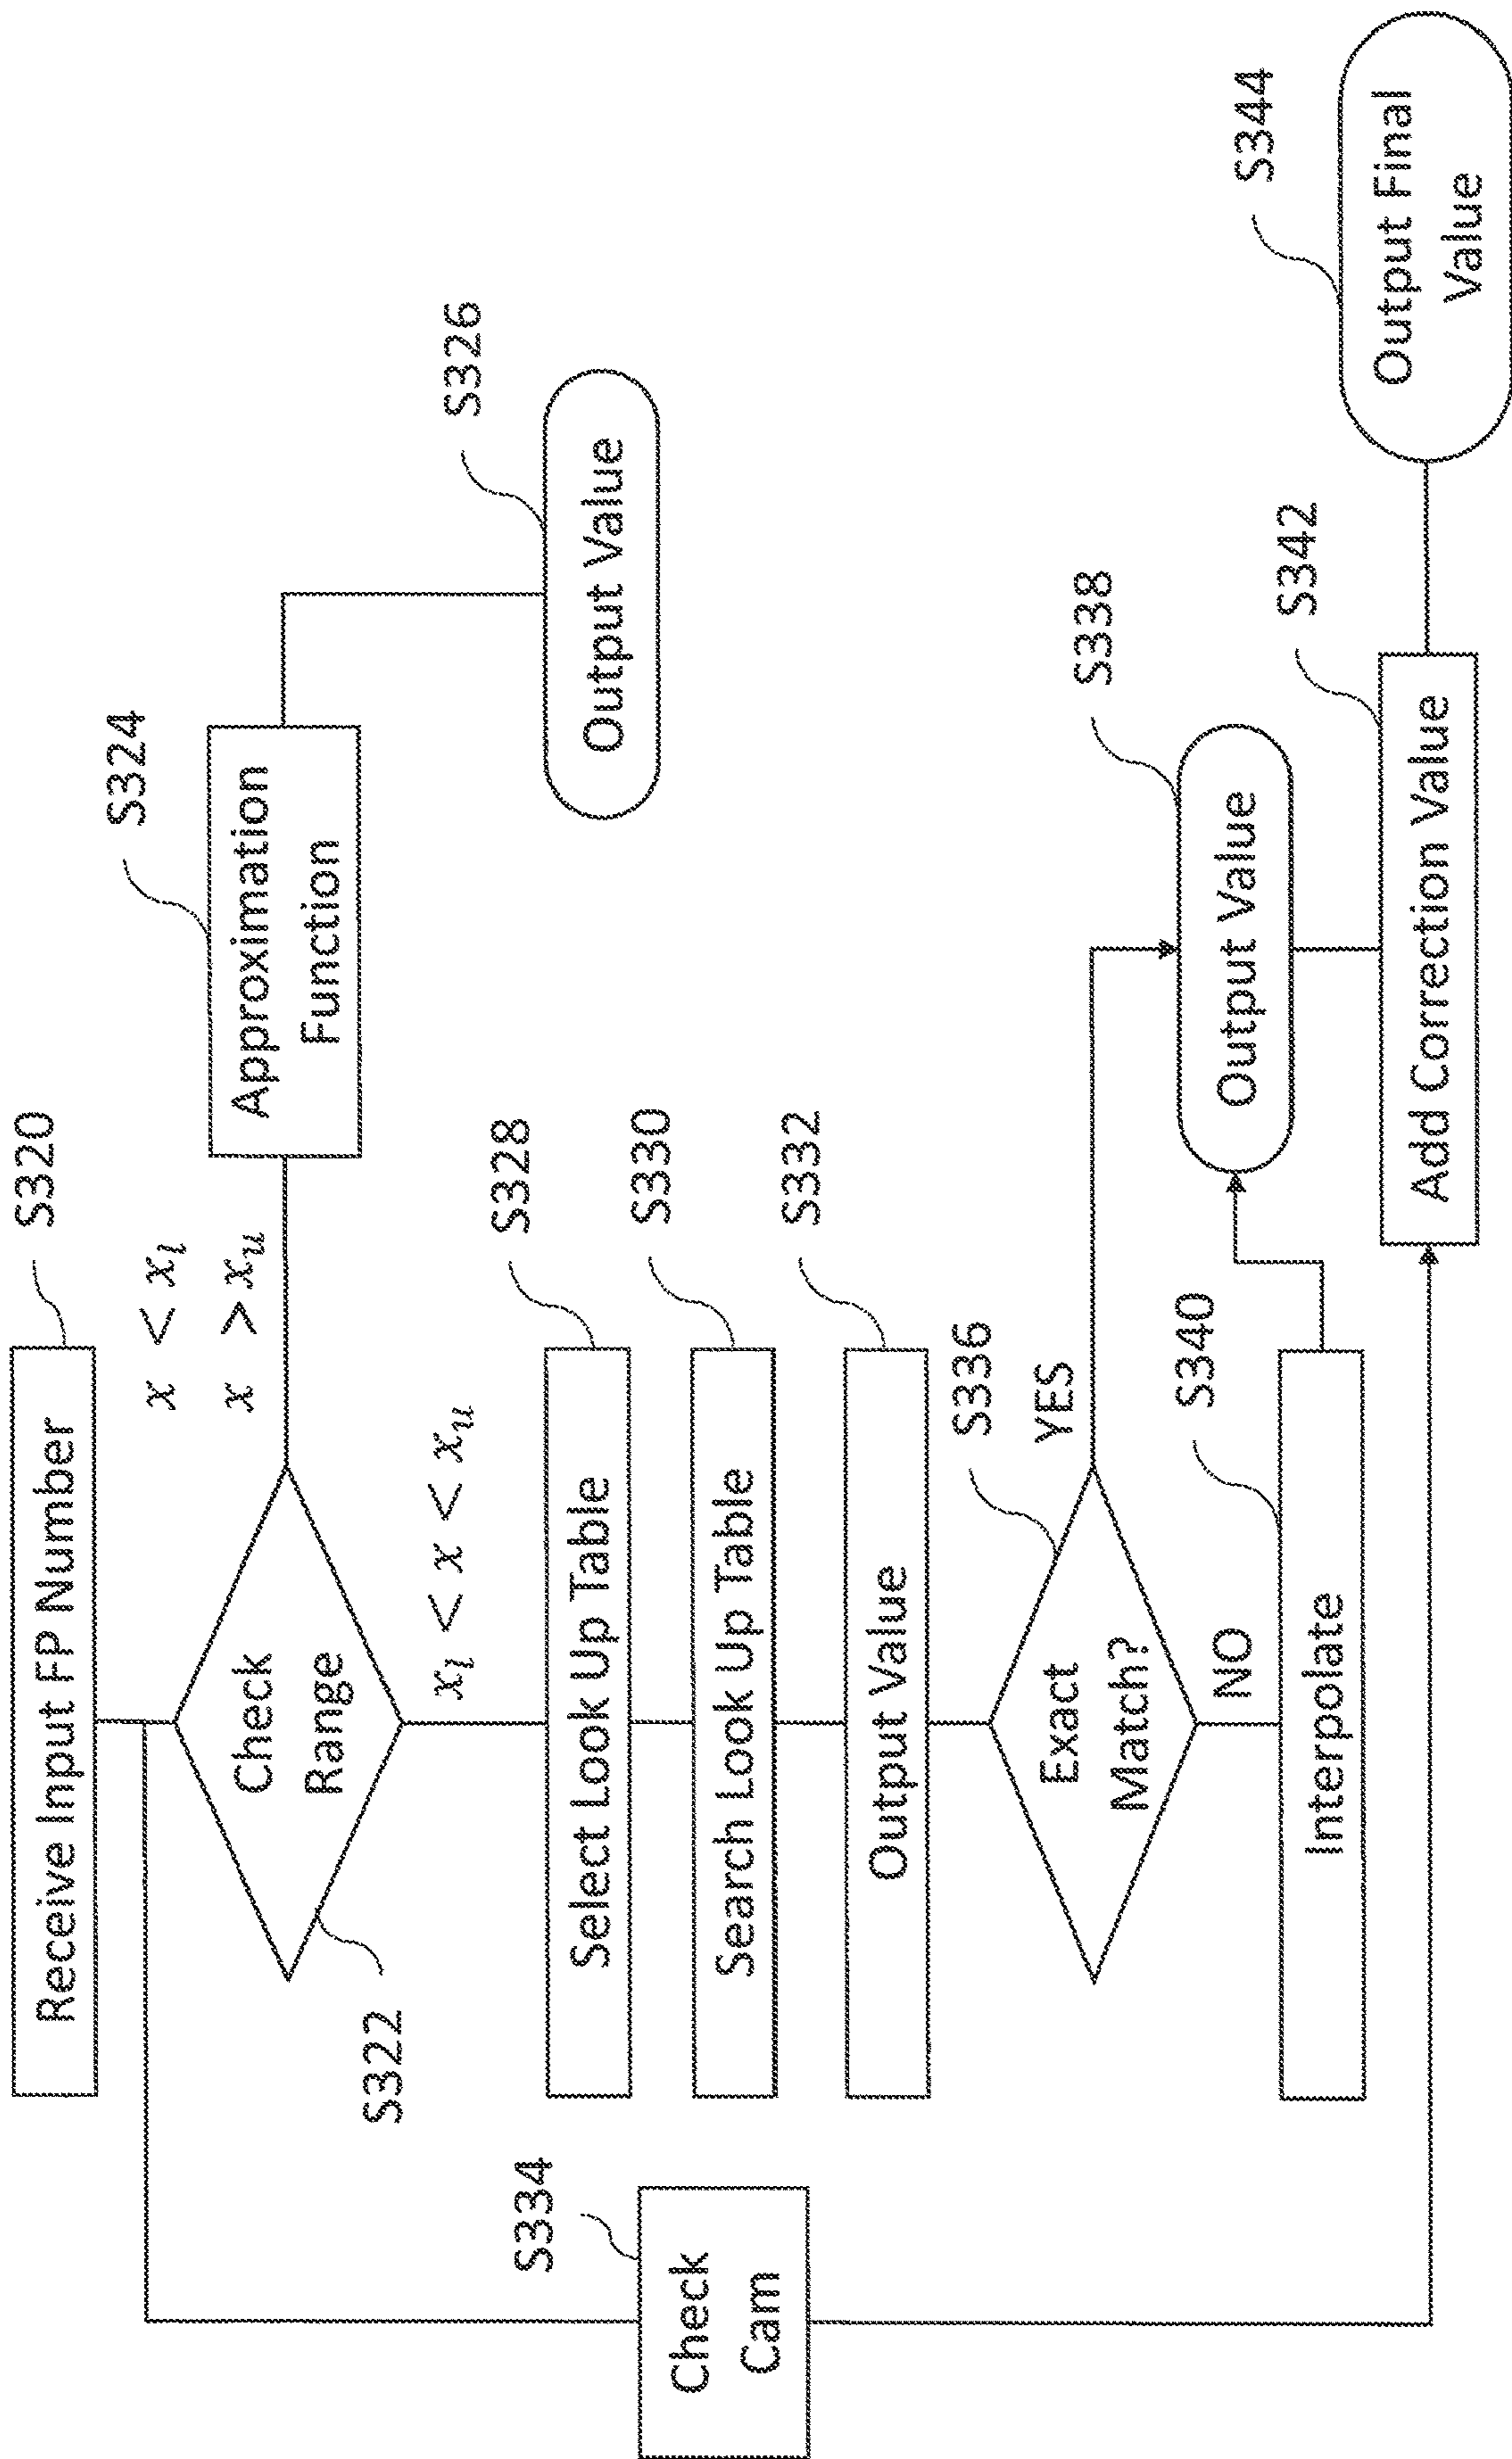 S320
Receive Input FP Number
x < x_l
x > x_u
S324
Approximation
Function
Check
Range
S322
S326
Output Value
x_l < x < x_u
S328
Select Look Up Table
S330
Search Look Up Table
S332
Output Value
S334
Check
Cam
S336
Exact
Match?
YES
NO
S338
Output Value
S340
Interpolate
S342
Add Correction Value
S344
Output Final
Value